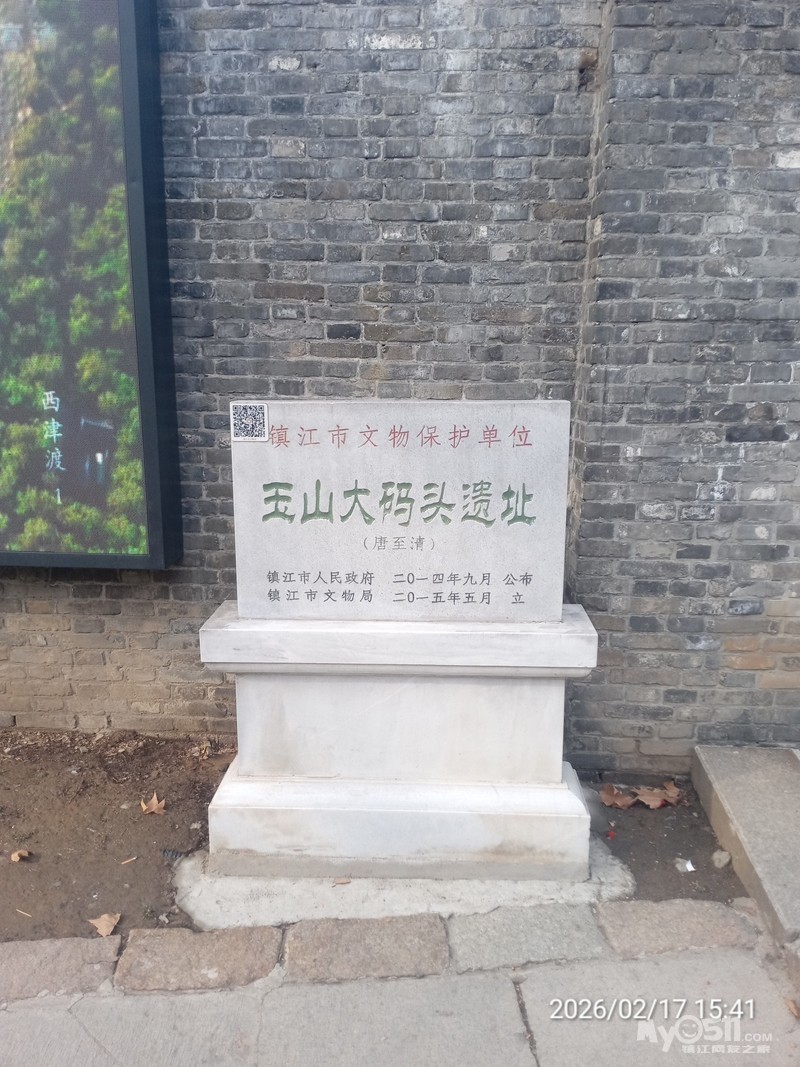 西津渡
镇江市文物保护单位
玉山大码头遗址
(唐至清)
镇江市人民政府 二〇一四年九月 公布
镇江市文物局 二〇一五年五月 立
2026/02/17 15:41
MY0511.COM
镇江网友之家